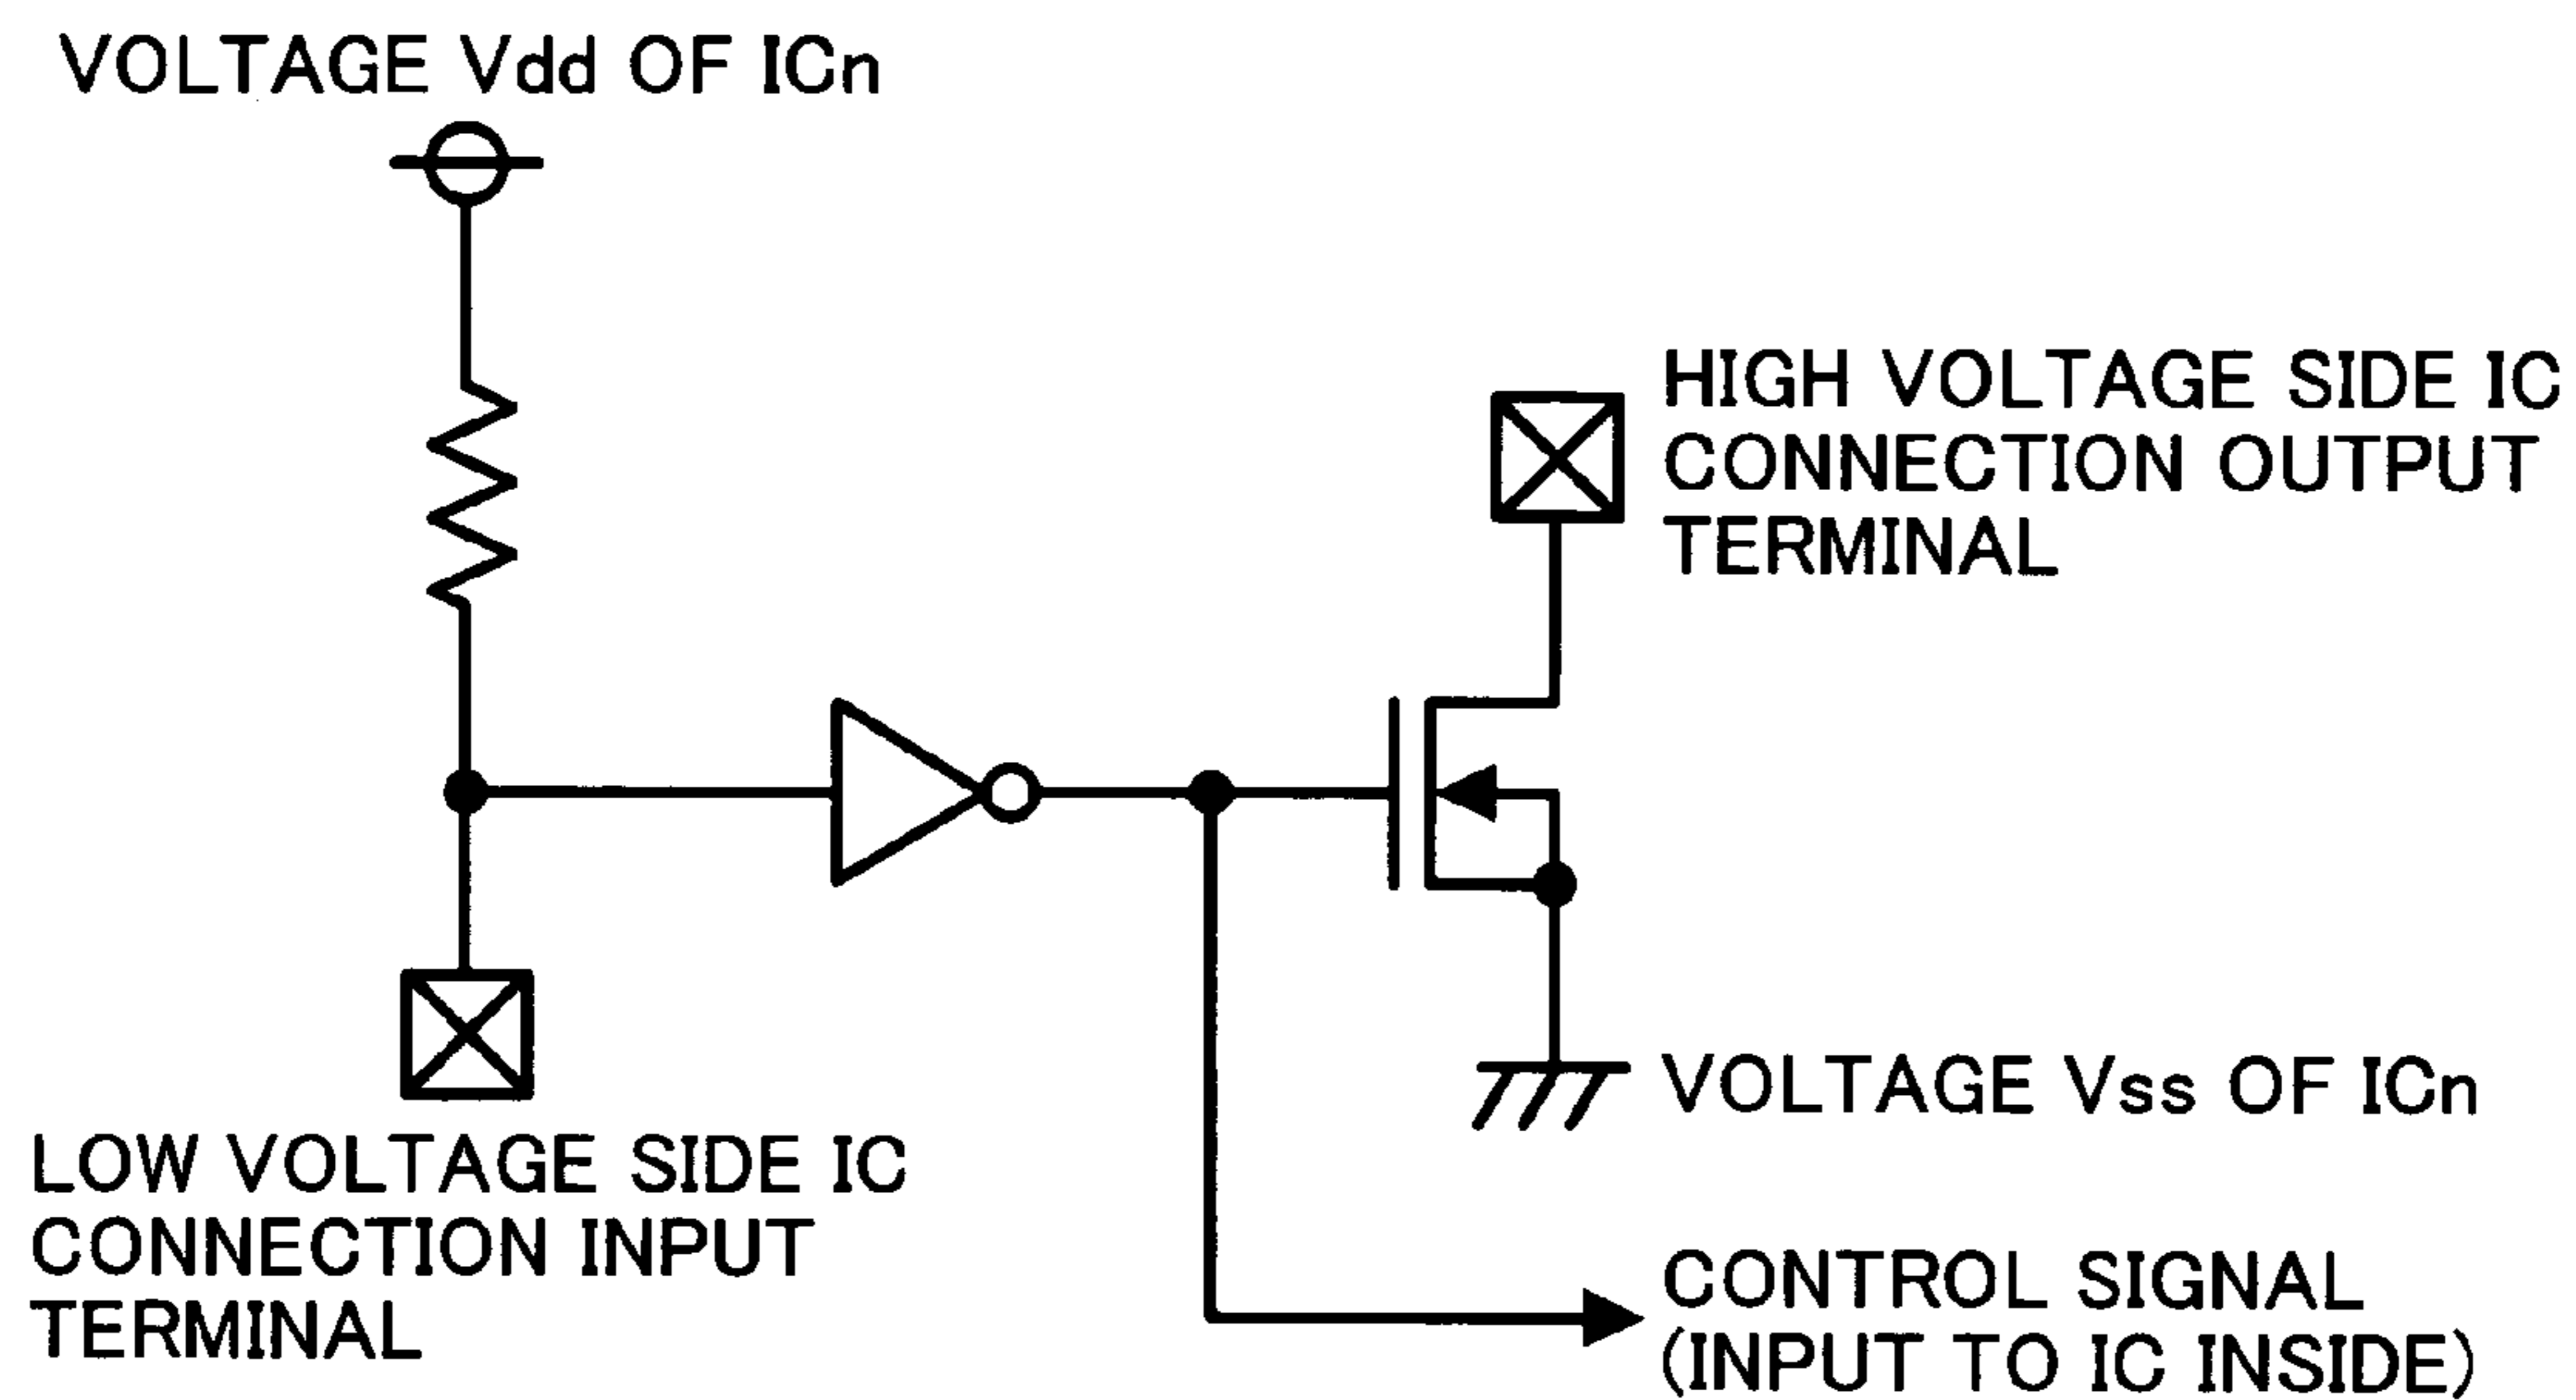 VOLTAGE Vdd OF ICn
HIGH VOLTAGE SIDE IC
CONNECTION OUTPUT
TERMINAL
VOLTAGE Vss OF ICn
LOW VOLTAGE SIDE IC
CONNECTION INPUT
TERMINAL
CONTROL SIGNAL
(INPUT TO IC INSIDE)